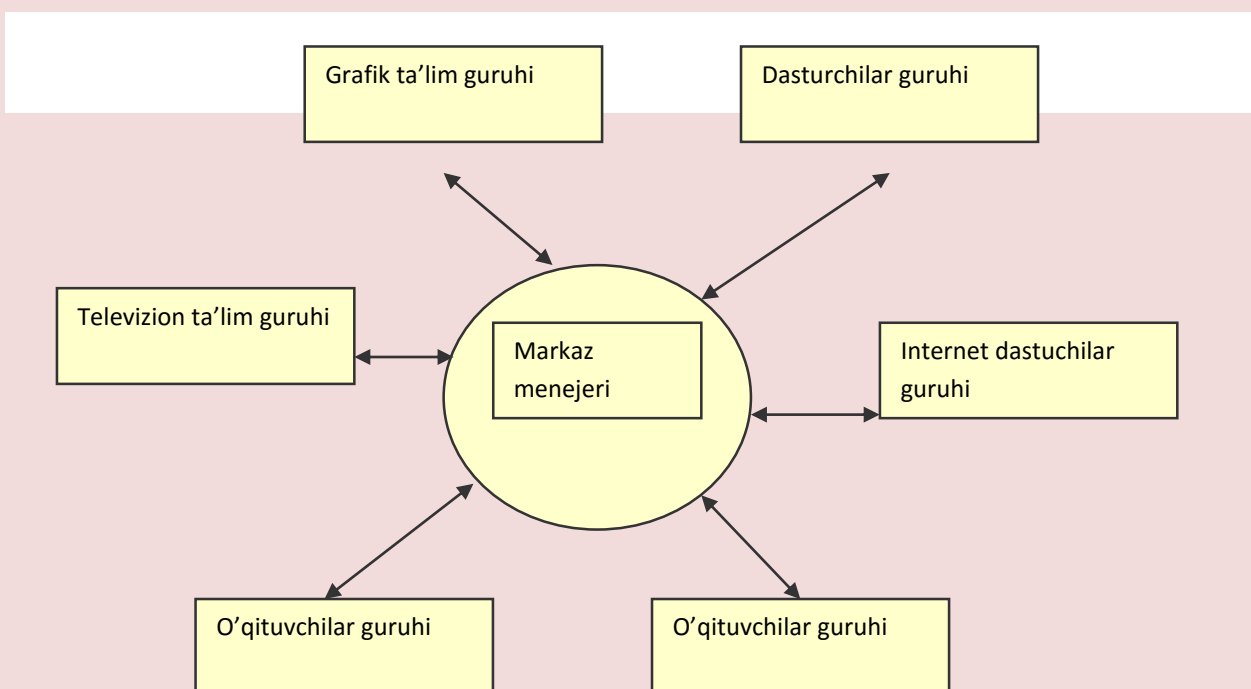 Grafik ta’lim guruhi
Dasturchilar guruhi
Televizion ta’lim guruhi
Markaz
menejeri
Internet dastuchilar
guruhi
O’qituvchilar guruhi
O’qituvchilar guruhi